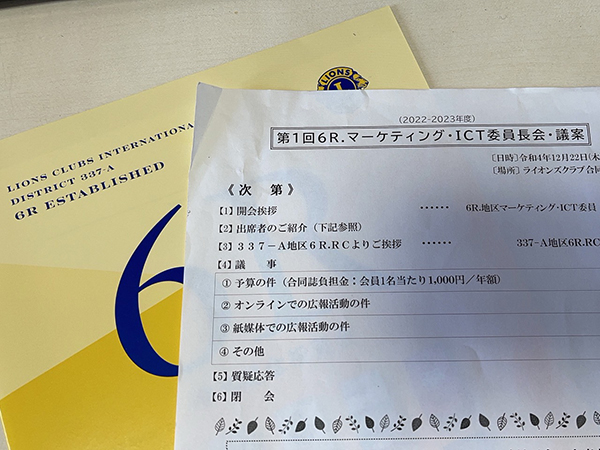 LIONS CLUBS INTERNATIONA
DISTRICT 337-A
6R ESTABLISHED
6
LIONS
L
(2022-2023年度)
第1回6R.マーケティング・ICT委員長会・議案
〔日時〕令和4年12月22日(木
〔場所〕ライオンズクラブ合同
《次 第》
【1】開会挨拶 ······ 6R.地区マーケティング・ICT委員
【2】出席者のご紹介（下記参照）
【3】337-A地区6R.RCよりご挨拶 ······ 337-A地区6R.RC
【4】議 事
① 予算の件（合同誌負担金；会員1名当たり1,000円／年額）
② オンラインでの広報活動の件
③ 紙媒体での広報活動の件
④ その他
【5】質疑応答
【6】閉 会